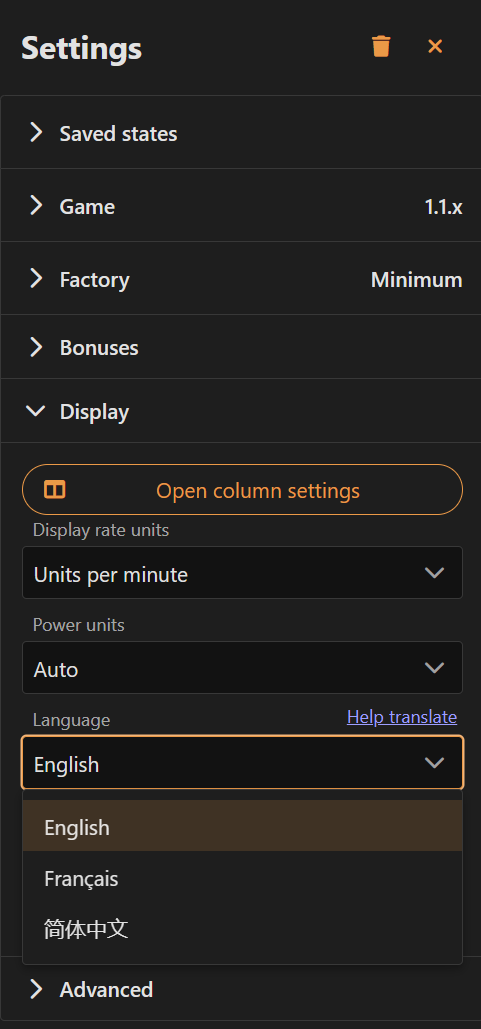 Settings
Saved states
Game 1.1.x
Factory Minimum
Bonuses
Display
Open column settings
Display rate units
Units per minute
Power units
Auto
Language Help translate
English
English
Français
简体中文
Advanced